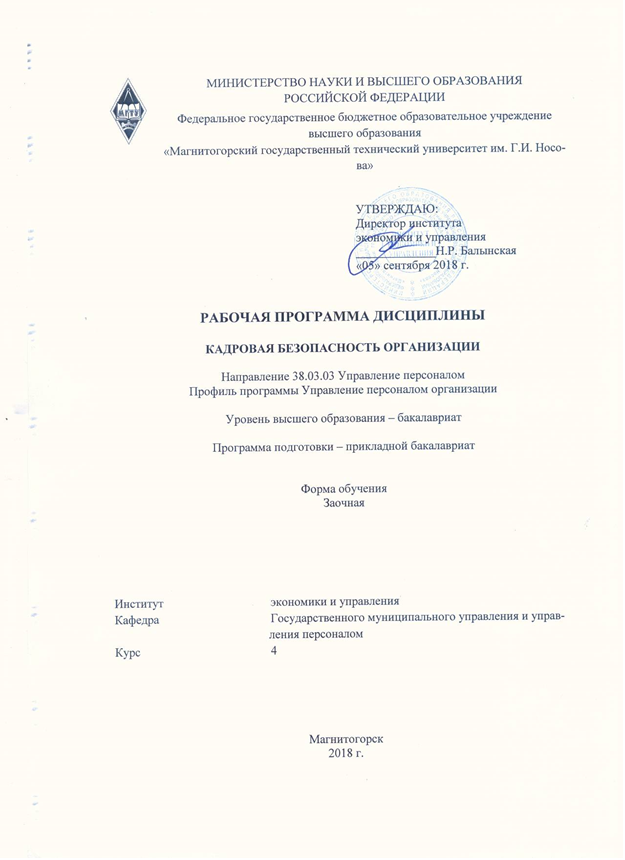 МИНИСТЕРСТВО НАУКИ И ВЫСШЕГО ОБРАЗОВАНИЯ
РОССИЙСКОЙ ФЕДЕРАЦИИ
Федеральное государственное бюджетное образовательное учреждение
высшего образования
«Магнитогорский государственный технический университет им. Г.И. Носо-
ва»
УТВЕРЖДАЮ:
Директор института
экономики и управления
Н.Р. Балынская
«05» сентября 2018 г.
РАБОЧАЯ ПРОГРАММА ДИСЦИПЛИНЫ
КАДРОВАЯ БЕЗОПАСНОСТЬ ОРГАНИЗАЦИИ
Направление 38.03.03 Управление персоналом
Профиль программы Управление персоналом организации
Уровень высшего образования – бакалавриат
Программа подготовки – прикладной бакалавриат
Форма обучения
Заочная
Институт экономики и управления
Кафедра Государственного муниципального управления и управ-
ления персоналом
Курс 4
Магнитогорск
2018 г.